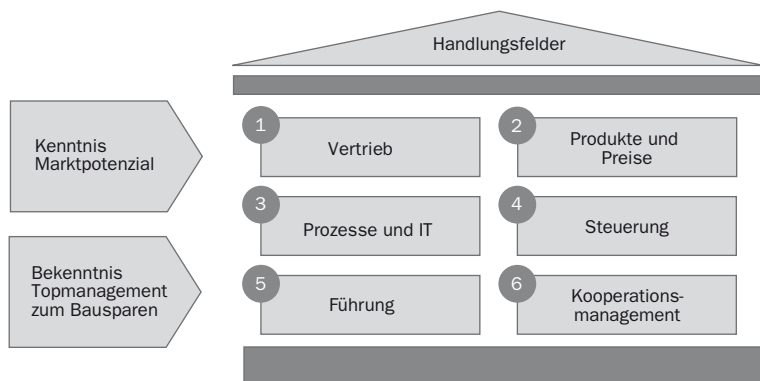 Handlungsfelder
Kenntnis
Marktpotenzial
1
Vertrieb
2
Produkte und
Preise
3
Prozesse und IT
4
Steuerung
Bekenntnis
Topmanagement
zum Bausparen
5
Führung
6
Kooperations-
management